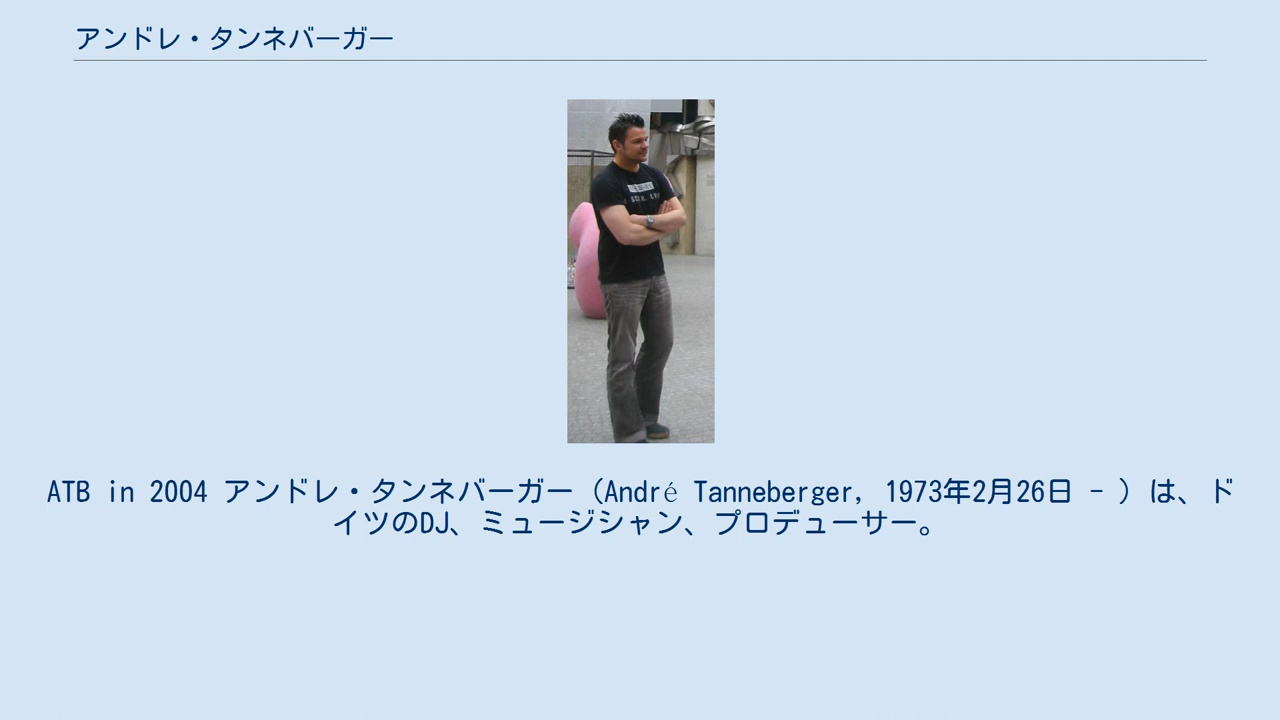 アンドレ・タンネバーガー
ATB in 2004 アンドレ・タンネバーガー（André Tanneberger, 1973年2月26日 - ）は、ド
イツのDJ、ミュージシャン、プロデューサー。